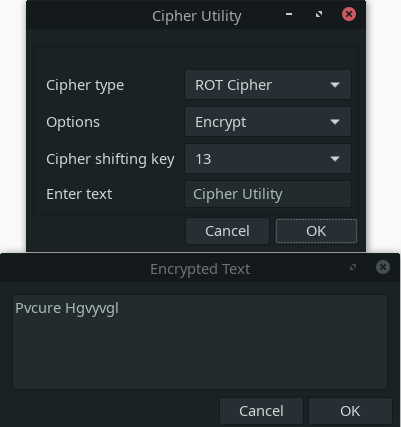 Cipher Utility
Cipher type ROT Cipher
Options Encrypt
Cipher shifting key 13
Enter text Cipher Utility
Cancel OK
Encrypted Text
Pvcure Hgvyvgl
Cancel OK